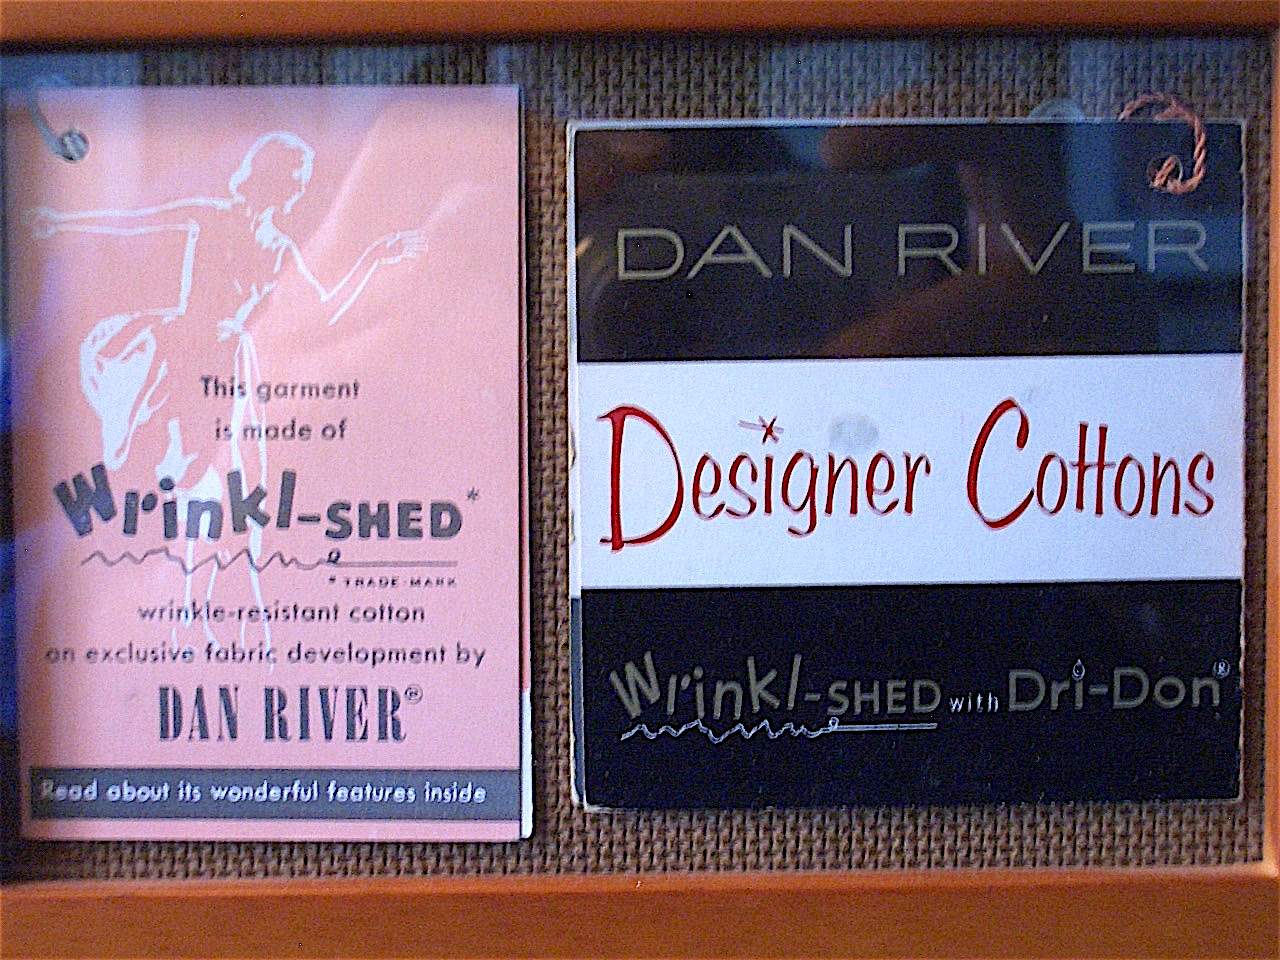 This garment
is made of
Wrinkl-SHED*
* TRADE-MARK
wrinkle-resistant cotton
an exclusive fabric development by
DAN RIVER®
Read about its wonderful features inside
DAN RIVER
Designer Cottons
Wrinkl-SHED with Dri-Don®